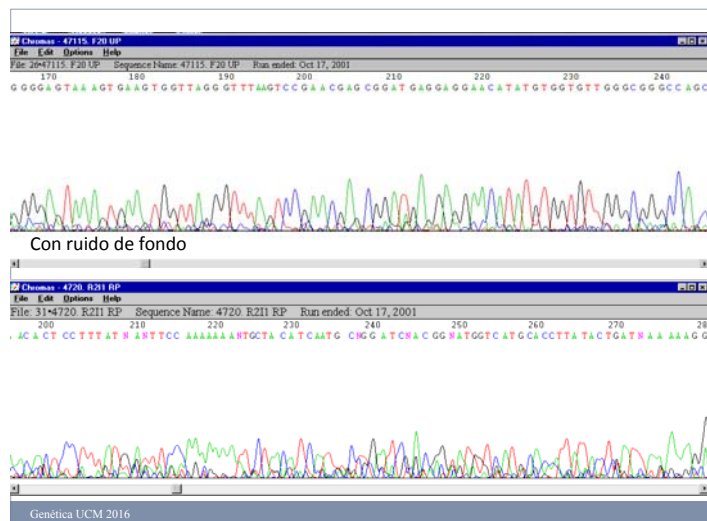 Chromas - 47115. F20 UP
File Edit Options Help
File: 26•47115. F20 UP Sequence Name: 47115. F20 UP Run ended: Oct 17, 2001
170 180 190 200 210 220 230 240
GGGGAGTAAAGTGAAGTGGTTAGGGTTTAAGTCCGAACGAGCGGATGAGGAGGAACATATGTGGTGTTGGGCGGGCCAGC
Con ruido de fondo
Chromas - 4720. R2I1 RP
File Edit Options Help
File: 31•4720. R2I1 RP Sequence Name: 4720. R2I1 RP Run ended: Oct 17, 2001
200 210 220 230 240 250 260 270 28
ACACTCCTTTATNANTTCCAAAAAAANTGCTACATCAATGCNGGATCNACGGNATGGTCATGCACCTTATACTGATNAAAAAGG
Genética UCM 2016